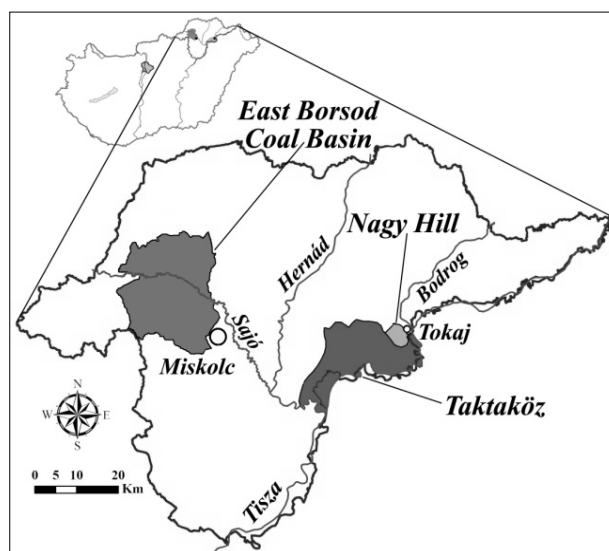 East Borsod
Coal Basin
Nagy Hill
Hernád
Bodrog
Sajó
Tokaj
Miskolc
Taktaköz
N
W E
S
0 5 10 20
Km
Tisza